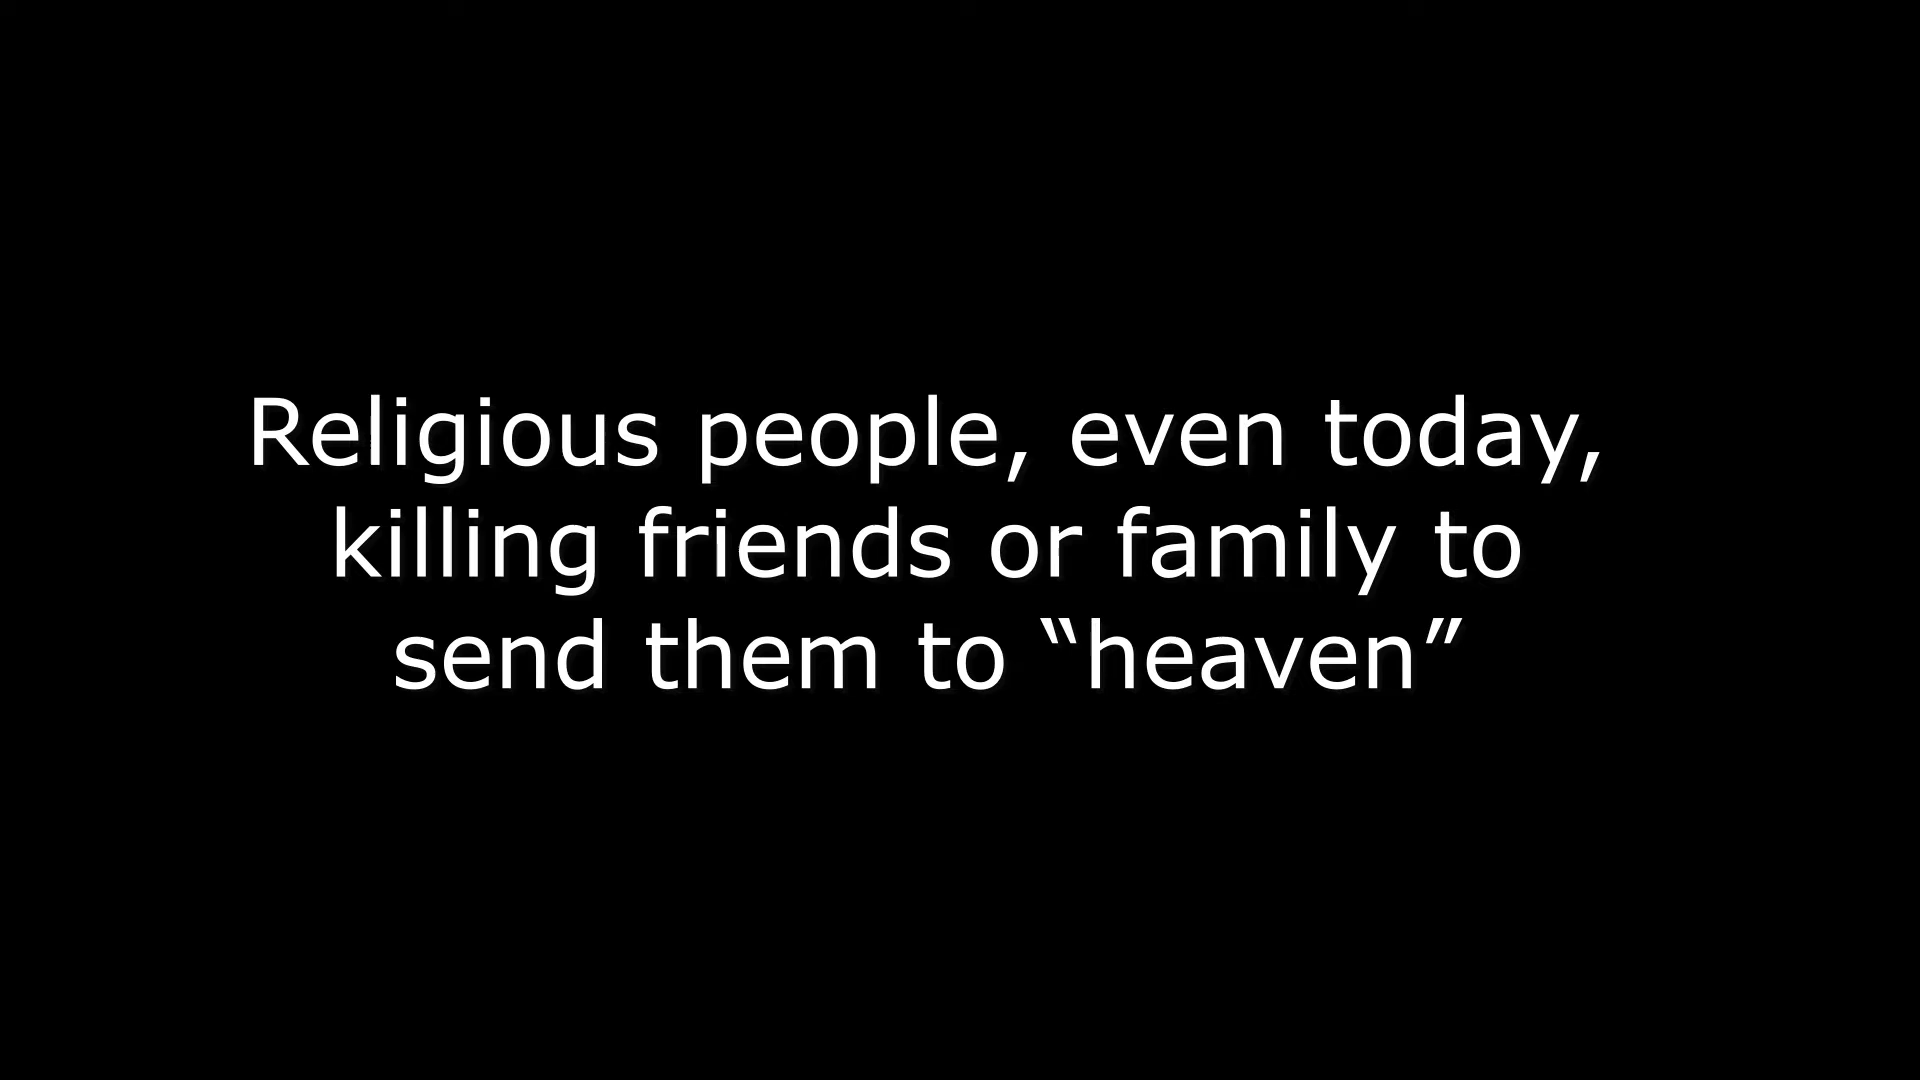 Religious people, even today,
killing friends or family to
send them to “heaven”